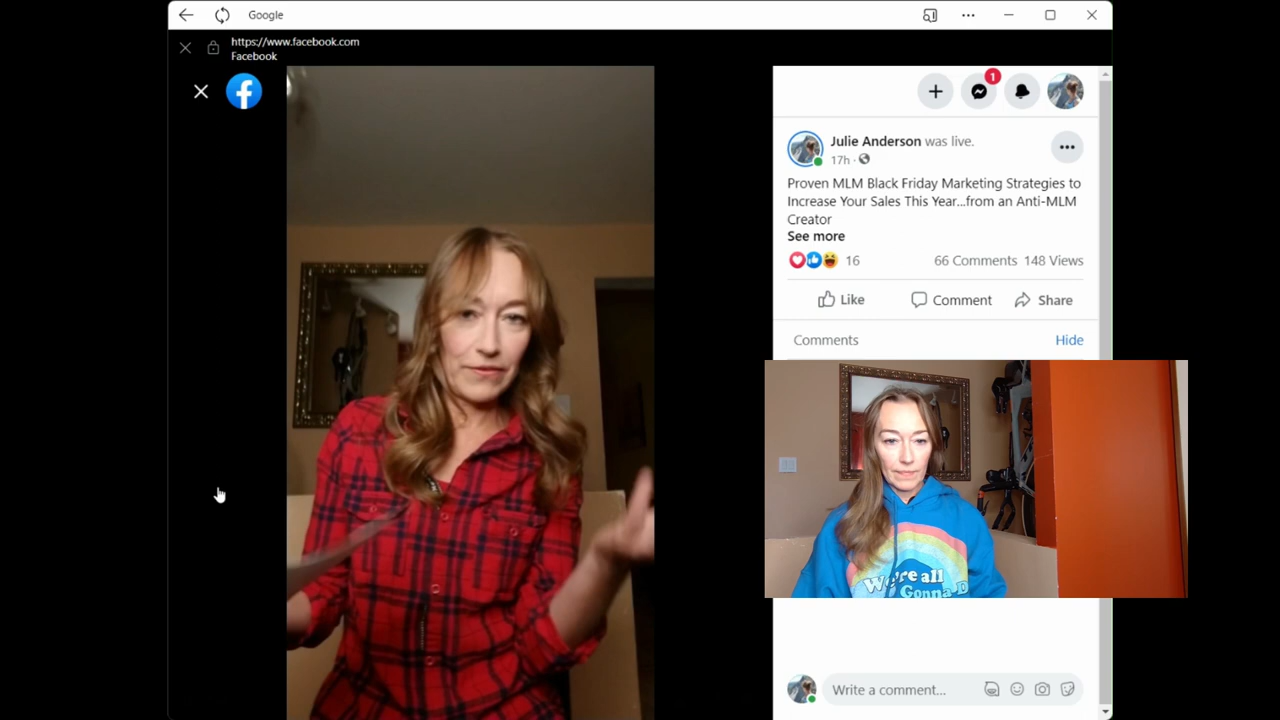 Google
https://www.facebook.com
Facebook
1
Julie Anderson was live.
17h ·
Proven MLM Black Friday Marketing Strategies to
Increase Your Sales This Year...from an Anti-MLM
Creator
See more
16 66 Comments 148 Views
Like Comment Share
Comments Hide
We're all
Gonna D
Write a comment...